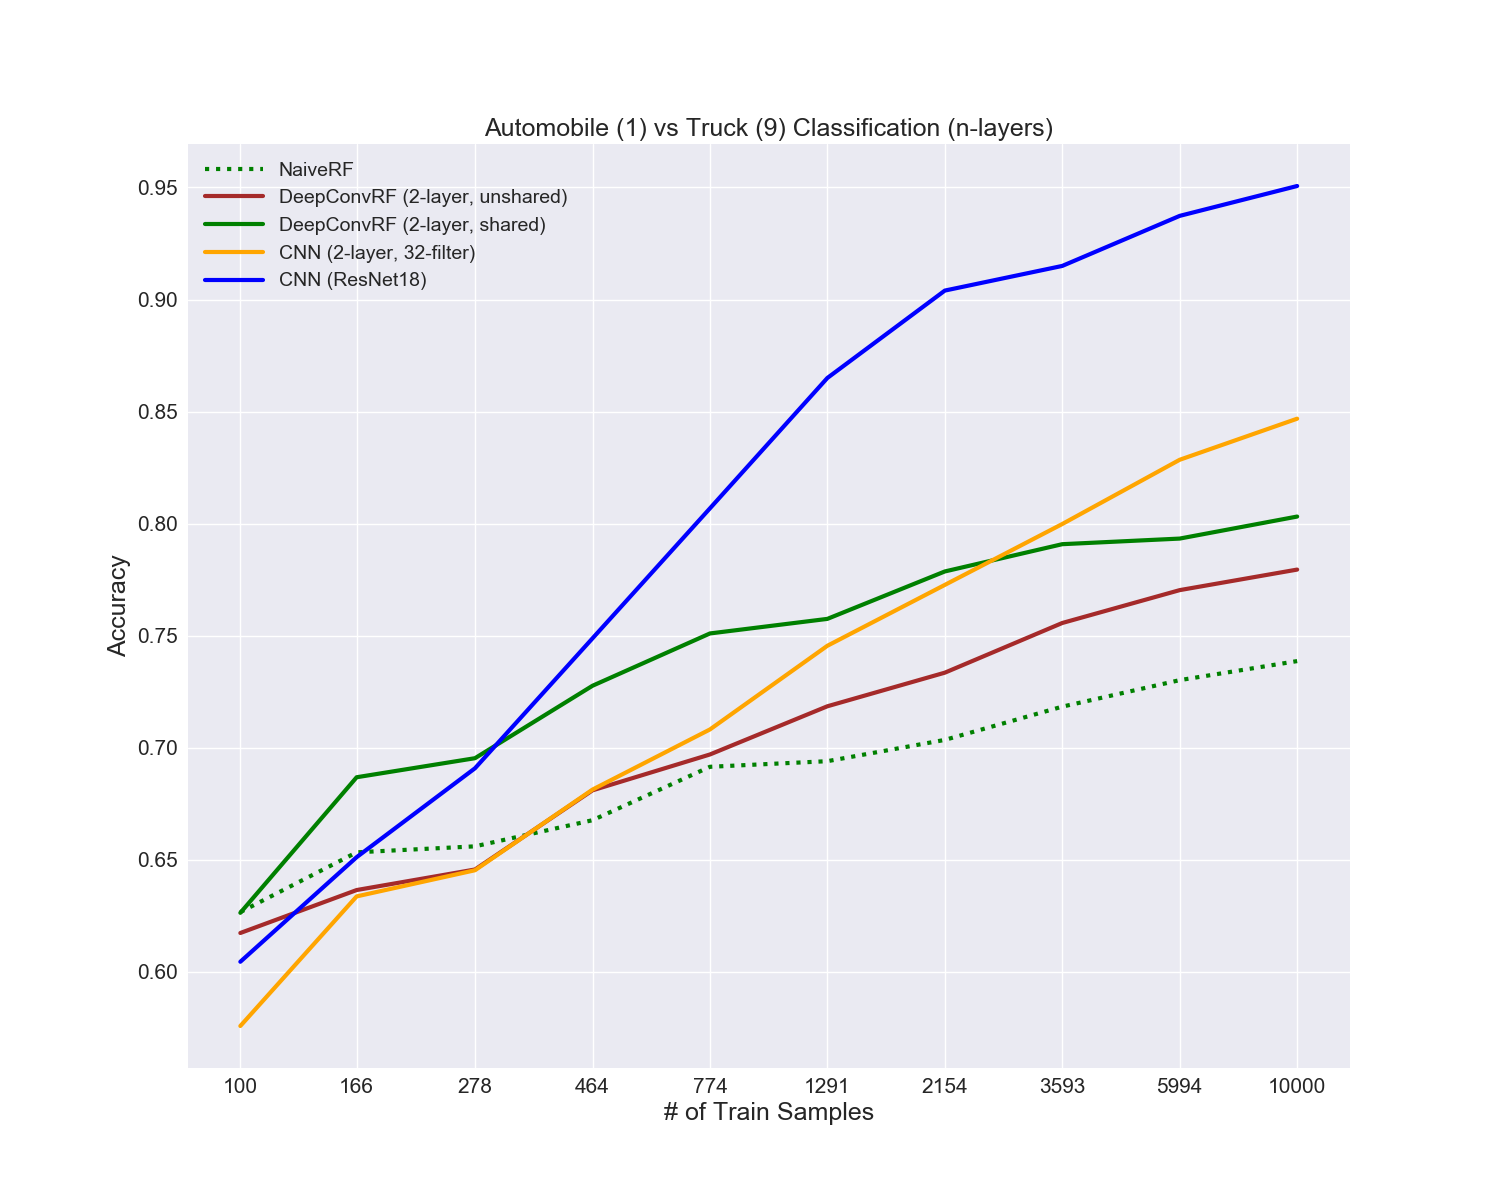 Automobile (1) vs Truck (9) Classification (n-layers)
NaiveRF
DeepConvRF (2-layer, unshared)
DeepConvRF (2-layer, shared)
CNN (2-layer, 32-filter)
CNN (ResNet18)
0.95
0.90
0.85
0.80
0.75
0.70
0.65
0.60
Accuracy
100 166 278 464 774 1291 2154 3593 5994 10000
# of Train Samples